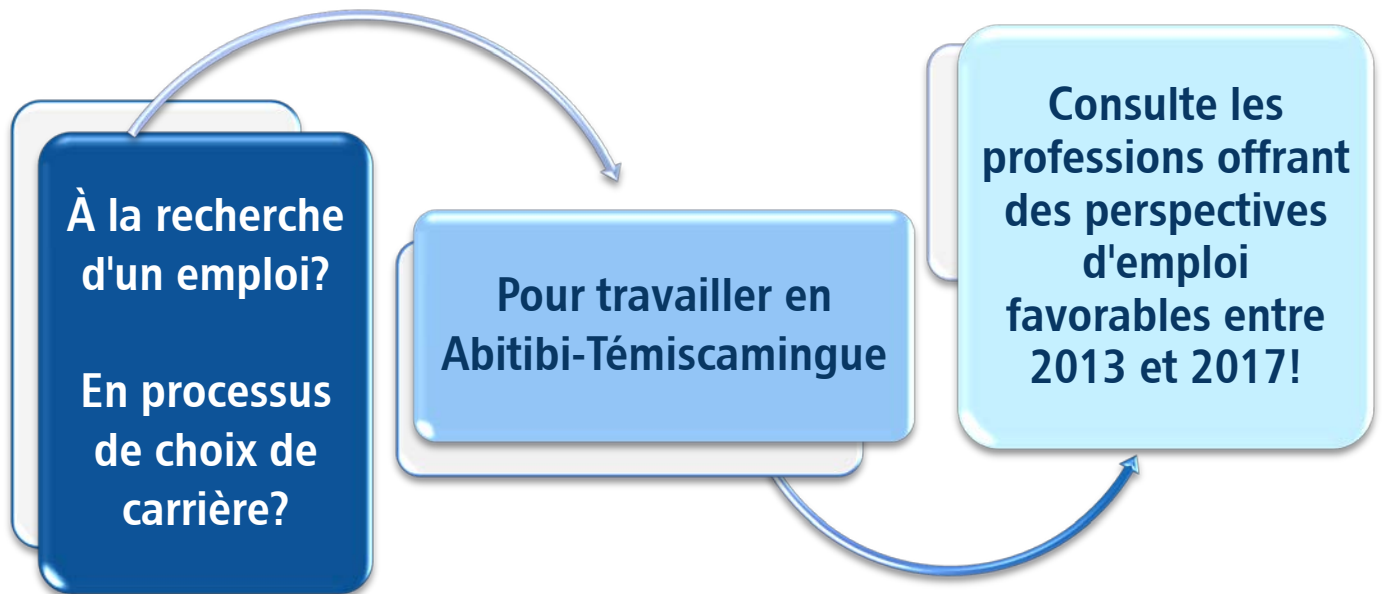 À la recherche
d'un emploi?
En processus
de choix de
carrière?
Pour travailler en
Abitibi-Témiscamingue
Consulte les
professions offrant
des perspectives
d'emploi
favorables entre
2013 et 2017!